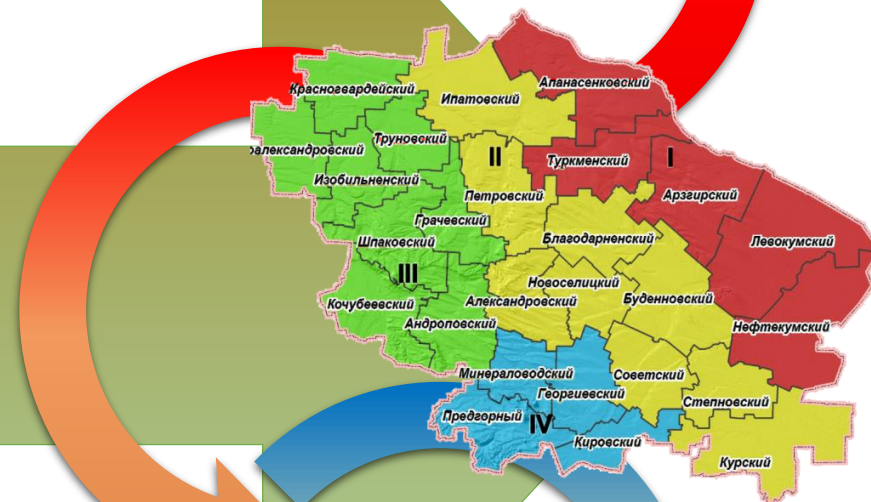 Апанасенковский
Красногвардейский
Ипатовский
Труновский
оалександровский
II
I
Туркменский
Изобильненский
Петровский
Арзгирский
Грачевский
Шпаковский
Благодарненский
Левокумский
III
Новоселицкий
Кочубеевский
Александровский
Буденновский
Андроповский
Нефтекумский
Минераловодский
Советский
Георгиевский
Степновский
Предгорный
IV
Кировский
Курский